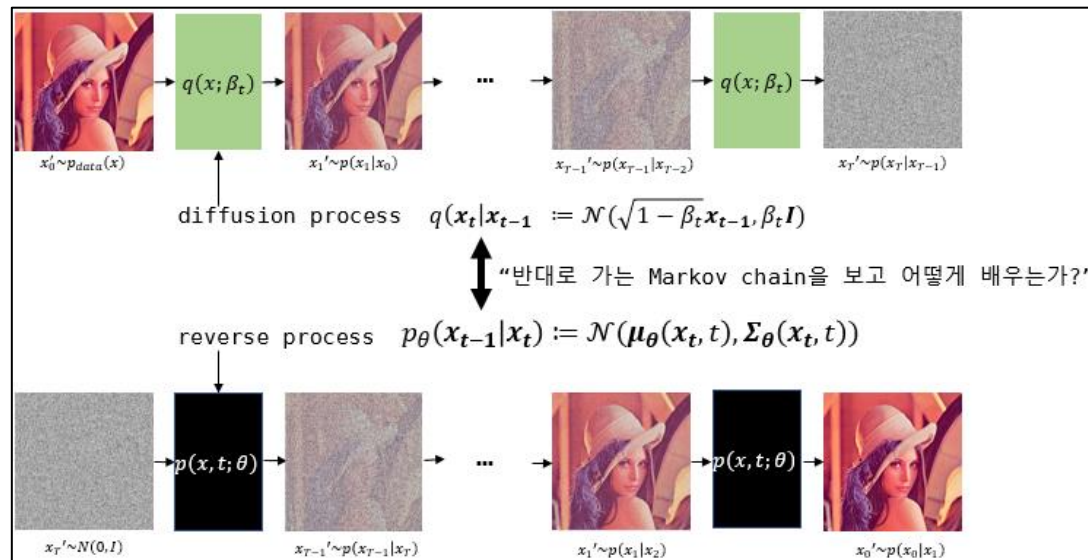 q(x; β_t)
...
q(x; β_t)
x_0′~p_{data}(x)
x_1′~p(x_1|x_0)
x_{T-1}′~p(x_{T-1}|x_{T-2})
x_T′~p(x_T|x_{T-1})
diffusion process q(x_t|x_{t-1} := 𝒩(√(1 − β_t)x_{t-1}, β_t I)
“반대로 가는 Markov chain을 보고 어떻게 배우는가?”
reverse process p_θ(x_{t-1}|x_t) := 𝒩(μ_θ(x_t, t), Σ_θ(x_t, t))
p(x, t; θ)
...
p(x, t; θ)
x_T′~N(0, I)
x_{T-1}′~p(x_{T-1}|x_T)
x_1′~p(x_1|x_2)
x_0′~p(x_0|x_1)